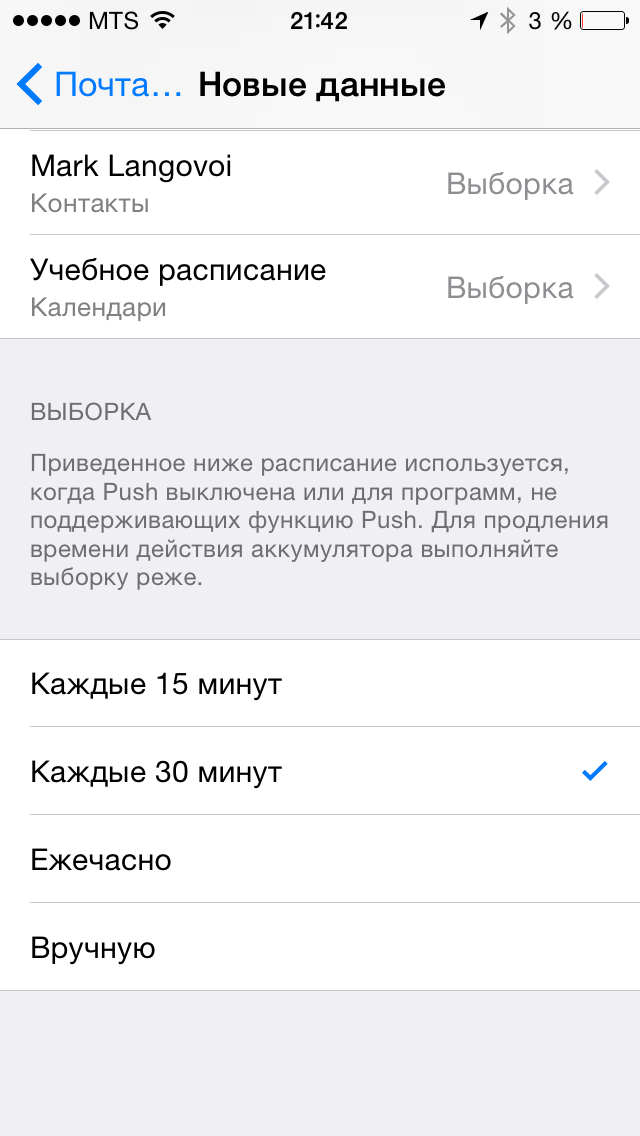 MTS 21:42 3 %
Почта... Новые данные
Mark Langovoi
Контакты
Выборка
Учебное расписание
Календари
Выборка
ВЫБОРКА
Приведенное ниже расписание используется,
когда Push выключена или для программ, не
поддерживающих функцию Push. Для продления
времени действия аккумулятора выполняйте
выборку реже.
Каждые 15 минут
Каждые 30 минут
Ежечасно
Вручную